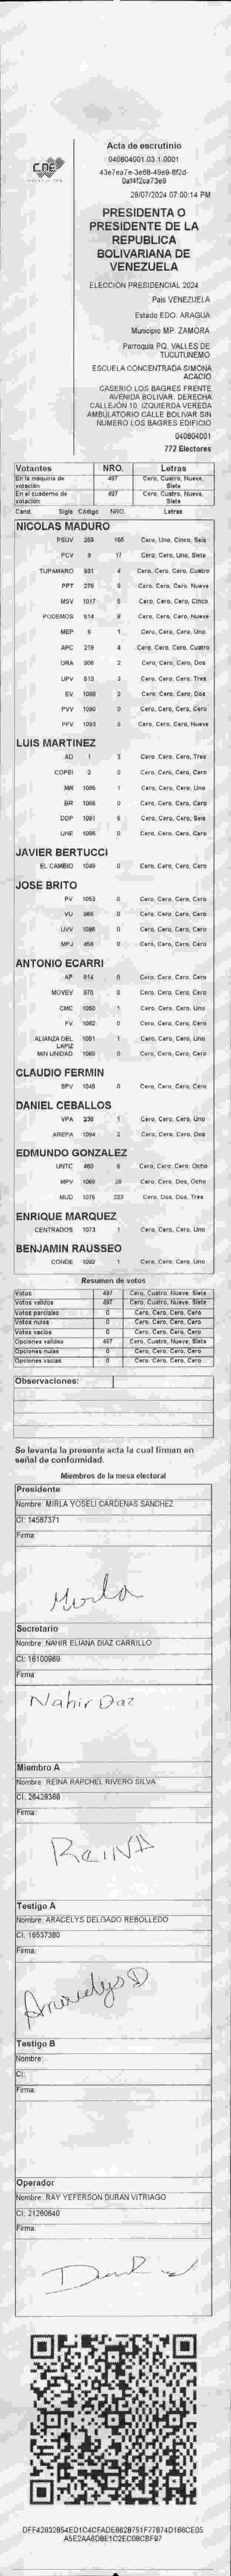 CNE
Acta de escrutinio
040804001.03.1.0001
43e7ea7e-3e68-49e9-8f2d-
0af4f2ca73e9
28/07/2024 07:00:14 PM
PRESIDENTA O
PRESIDENTE DE LA
REPUBLICA
BOLIVARIANA DE
VENEZUELA
ELECCIÓN PRESIDENCIAL 2024
País VENEZUELA
Estado EDO. ARAGUA
Municipio MP. ZAMORA
Parroquia PQ. VALLES DE
TUCUTUNEMO
ESCUELA CONCENTRADA SIMONA
ACACIO
CASERIO LOS BAGRES FRENTE
AVENIDA BOLIVAR. DERECHA
CALLEJÓN 10. IZQUIERDA VEREDA
AMBULATORIO CALLE BOLIVAR SIN
NUMERO LOS BAGRES EDIFICIO
040804001
772 Electores
Votantes NRO. Letras
En la máquina de votación 497 Cero, Cuatro, Nueve, Siete
En el cuaderno de votación 497 Cero, Cuatro, Nueve, Siete
Cand. Sigla Código NRO. Letras
NICOLAS MADURO
PSUV 269 156 Cero, Uno, Cinco, Seis
PCV 9 17 Cero, Cero, Uno, Siete
TUPAMARO 931 4 Cero, Cero, Cero, Cuatro
PPT 278 9 Cero, Cero, Cero, Nueve
MSV 1017 5 Cero, Cero, Cero, Cinco
PODEMOS 514 9 Cero, Cero, Cero, Nueve
MEP 6 1 Cero, Cero, Cero, Uno
APC 219 4 Cero, Cero, Cero, Cuatro
ORA 906 2 Cero, Cero, Cero, Dos
UPV 613 3 Cero, Cero, Cero, Tres
EV 1089 2 Cero, Cero, Cero, Dos
PVV 1090 0 Cero, Cero, Cero, Cero
PFV 1093 9 Cero, Cero, Cero, Nueve
LUIS MARTINEZ
AD 1 3 Cero, Cero, Cero, Tres
COPEI 2 0 Cero, Cero, Cero, Cero
MR 1065 1 Cero, Cero, Cero, Uno
BR 1066 0 Cero, Cero, Cero, Cero
DDP 1091 6 Cero, Cero, Cero, Seis
UNE 1095 0 Cero, Cero, Cero, Cero
JAVIER BERTUCCI
EL CAMBIO 1048 0 Cero, Cero, Cero, Cero
JOSE BRITO
PV 1053 0 Cero, Cero, Cero, Cero
VU 968 0 Cero, Cero, Cero, Cero
UVV 1096 0 Cero, Cero, Cero, Cero
MPJ 458 0 Cero, Cero, Cero, Cero
ANTONIO ECARRI
AP 814 0 Cero, Cero, Cero, Cero
MOVEV 878 0 Cero, Cero, Cero, Cero
CMC 1050 1 Cero, Cero, Cero, Uno
FV 1062 0 Cero, Cero, Cero, Cero
ALIANZA DEL LAPIZ 1051 1 Cero, Cero, Cero, Uno
MIN UNIDAD 1069 0 Cero, Cero, Cero, Cero
CLAUDIO FERMIN
SPV 1049 0 Cero, Cero, Cero, Cero
DANIEL CEBALLOS
VPA 236 1 Cero, Cero, Cero, Uno
AREPA 1094 2 Cero, Cero, Cero, Dos
EDMUNDO GONZALEZ
UNTC 460 8 Cero, Cero, Cero, Ocho
MPV 1068 28 Cero, Cero, Dos, Ocho
MUD 1076 223 Cero, Dos, Dos, Tres
ENRIQUE MARQUEZ
CENTRADOS 1073 1 Cero, Cero, Cero, Uno
BENJAMIN RAUSSEO
CONDE 1092 1 Cero, Cero, Cero, Uno
Resumen de votos
Votos 497 Cero, Cuatro, Nueve, Siete
Votos validos 497 Cero, Cuatro, Nueve, Siete
Votos parciales 0 Cero, Cero, Cero, Cero
Votos nulos 0 Cero, Cero, Cero, Cero
Votos vacios 0 Cero, Cero, Cero, Cero
Opciones validas 497 Cero, Cuatro, Nueve, Siete
Opciones nulas 0 Cero, Cero, Cero, Cero
Opciones vacias 0 Cero, Cero, Cero, Cero
Observaciones:
Se levanta la presente acta la cual firman en
señal de conformidad.
Miembros de la mesa electoral
Presidente
Nombre: MIRLA YOSELI CARDENAS SANCHEZ
CI: 14587371
Firma:
Mirla
Secretario
Nombre: NAHIR ELIANA DIAZ CARRILLO
CI: 16100969
Firma:
Nahir Daz
Miembro A
Nombre: REINA RAPCHEL RIVERO SILVA
CI: 26428368
Firma:
REINA
Testigo A
Nombre: ARACELYS DELGADO REBOLLEDO
CI: 16537380
Firma:
Aracelys D
Testigo B
Nombre:
CI:
Firma:
Operador
Nombre: RAY YEFERSON DURAN VITRIAGO
CI: 21260640
Firma:
DFF42632854ED1C4CFADE6628751F77874D168CE05
A5E2AA6D8E1C2EC08CBF97